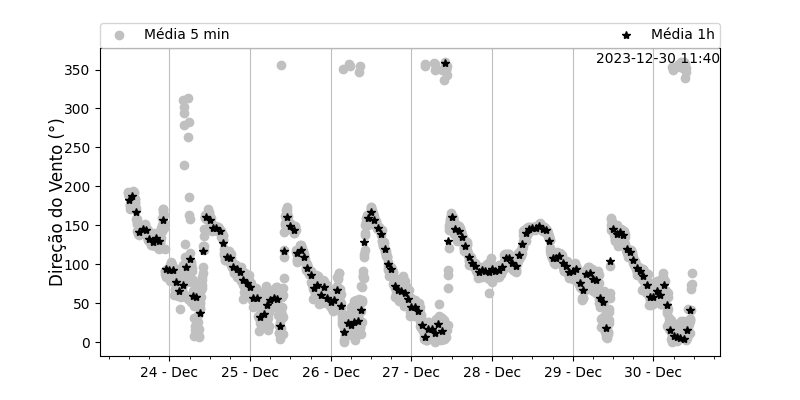 Média 5 min
Média 1h
2023-12-30 11:40
Direção do Vento (°)
350
300
250
200
150
100
50
0
24 - Dec
25 - Dec
26 - Dec
27 - Dec
28 - Dec
29 - Dec
30 - Dec